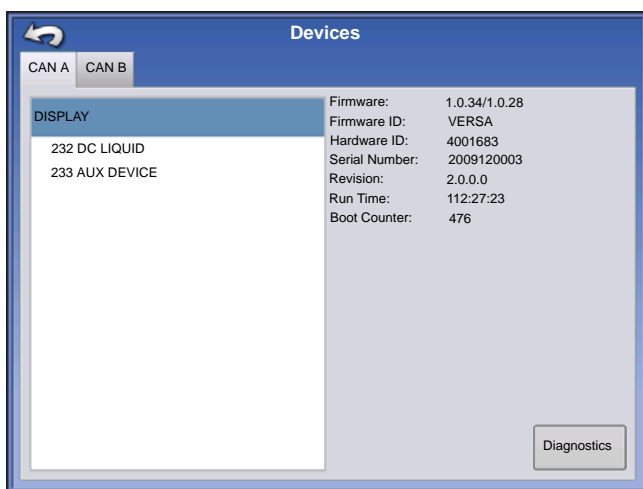 Devices
CAN A CAN B
DISPLAY
232 DC LIQUID
233 AUX DEVICE
Firmware: 1.0.34/1.0.28
Firmware ID: VERSA
Hardware ID: 4001683
Serial Number: 2009120003
Revision: 2.0.0.0
Run Time: 112:27:23
Boot Counter: 476
Diagnostics